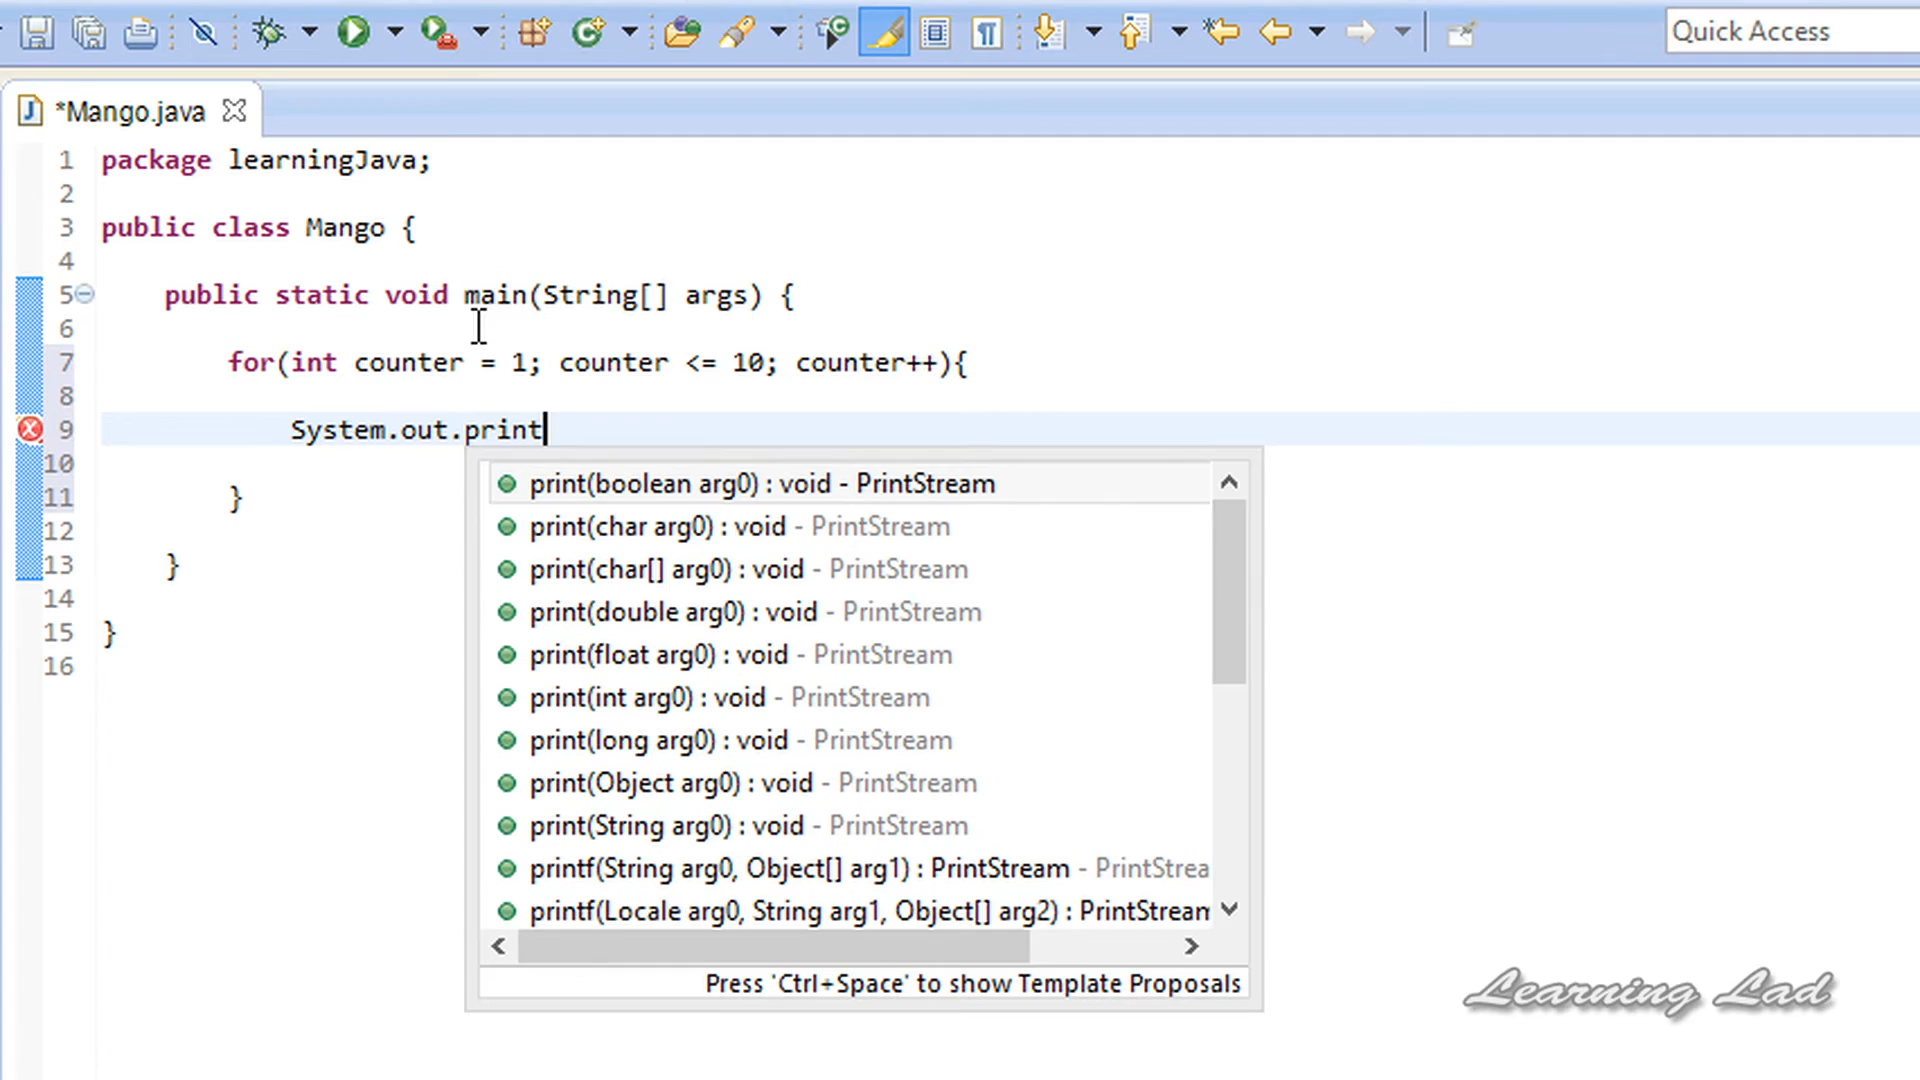 Quick Access
*Mango.java
1 package learningJava;
2
3 public class Mango {
4
5 public static void main(String[] args) {
6
7 for(int counter = 1; counter <= 10; counter++){
8
9 System.out.print
10
11 }
12
13 }
14
15 }
16
print(boolean arg0) : void - PrintStream
print(char arg0) : void - PrintStream
print(char[] arg0) : void - PrintStream
print(double arg0) : void - PrintStream
print(float arg0) : void - PrintStream
print(int arg0) : void - PrintStream
print(long arg0) : void - PrintStream
print(Object arg0) : void - PrintStream
print(String arg0) : void - PrintStream
printf(String arg0, Object[] arg1) : PrintStream - PrintStrea
printf(Locale arg0, String arg1, Object[] arg2) : PrintStream
Press 'Ctrl+Space' to show Template Proposals
Learning Lad